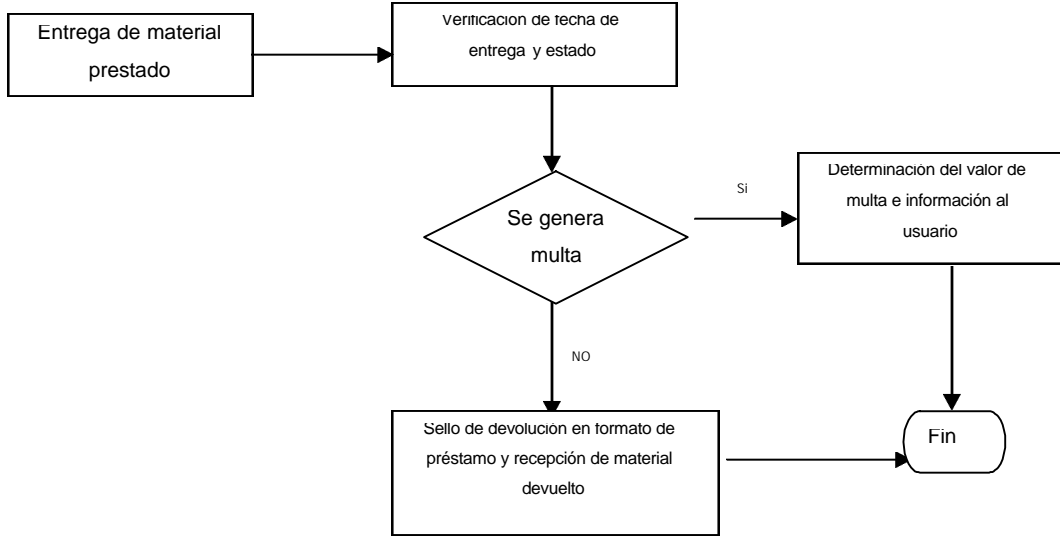 Entrega de material
prestado
Verificación de fecha de
entrega y estado
Se genera
multa
Si
Determinación del valor de
multa e información al
usuario
NO
Sello de devolución en formato de
préstamo y recepción de material
devuelto
Fin